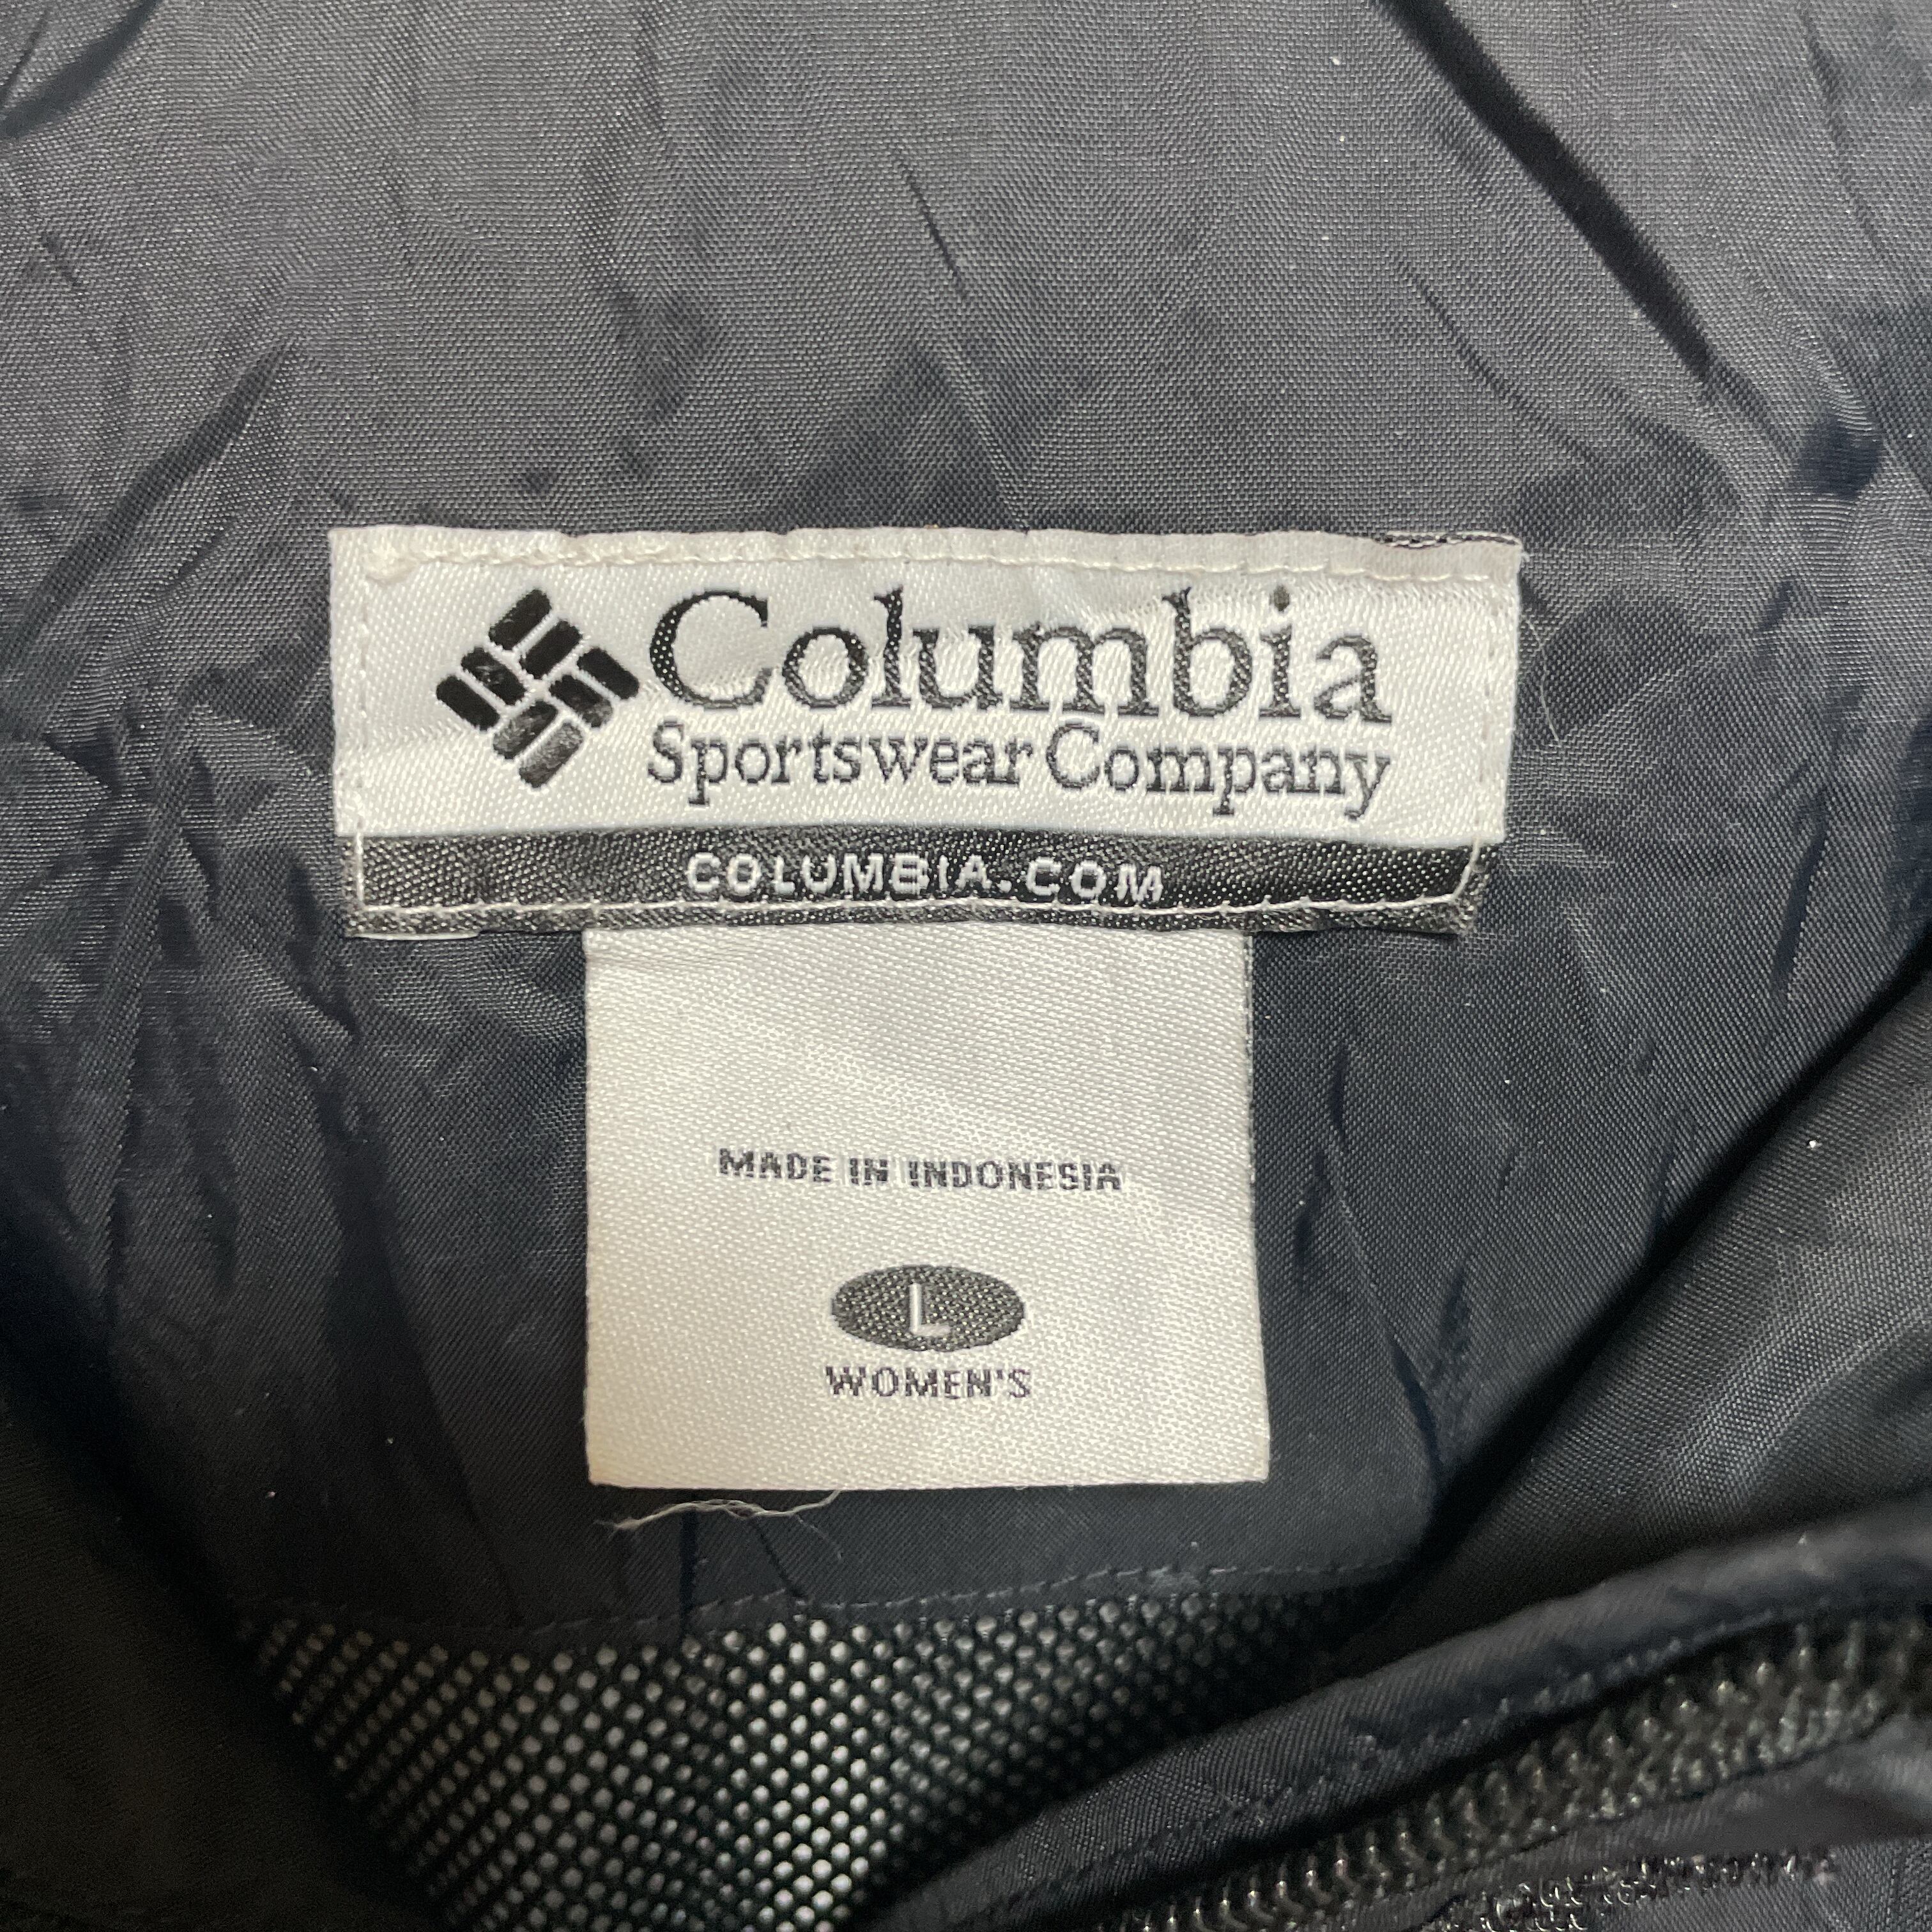 Columbia
Sportswear Company
COLUMBIA.COM
MADE IN INDONESIA
L
WOMEN'S